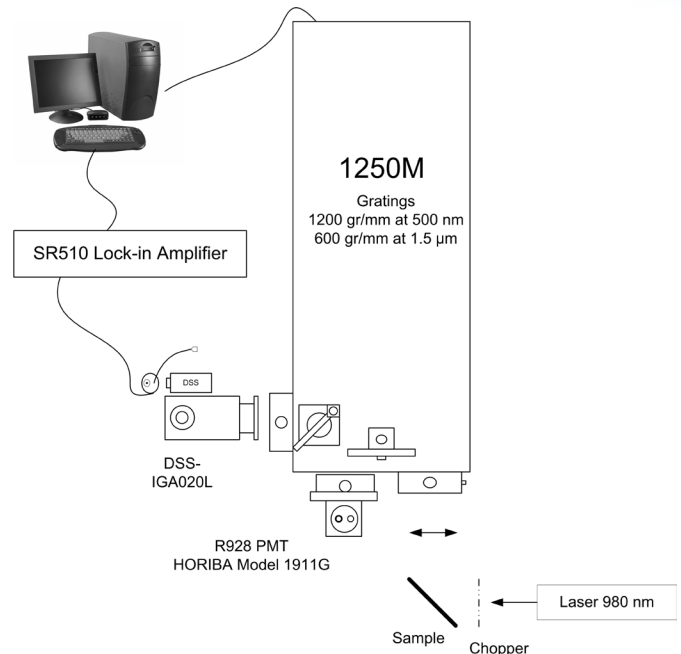 1250M
Gratings
1200 gr/mm at 500 nm
600 gr/mm at 1.5 µm
SR510 Lock-in Amplifier
DSS
DSS-
IGA020L
R928 PMT
HORIBA Model 1911G
Laser 980 nm
Sample
Chopper